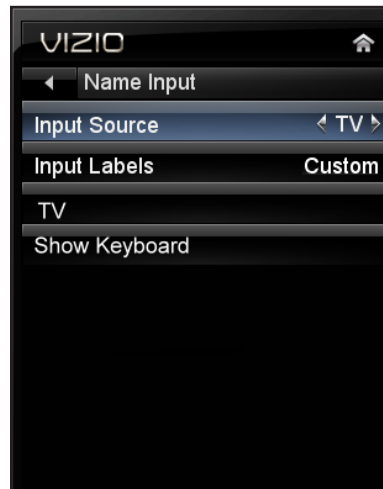 VIZIO
Name Input
Input Source TV
Input Labels Custom
TV
Show Keyboard